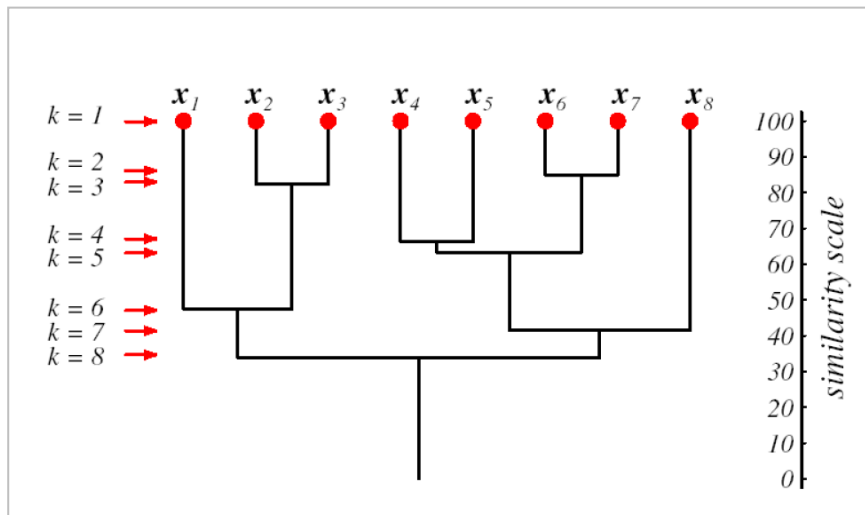 x₁ x₂ x₃ x₄ x₅ x₆ x₇ x₈
k = 1
k = 2
k = 3
k = 4
k = 5
k = 6
k = 7
k = 8
100
90
80
70
60
50
40
30
20
10
0
similarity scale